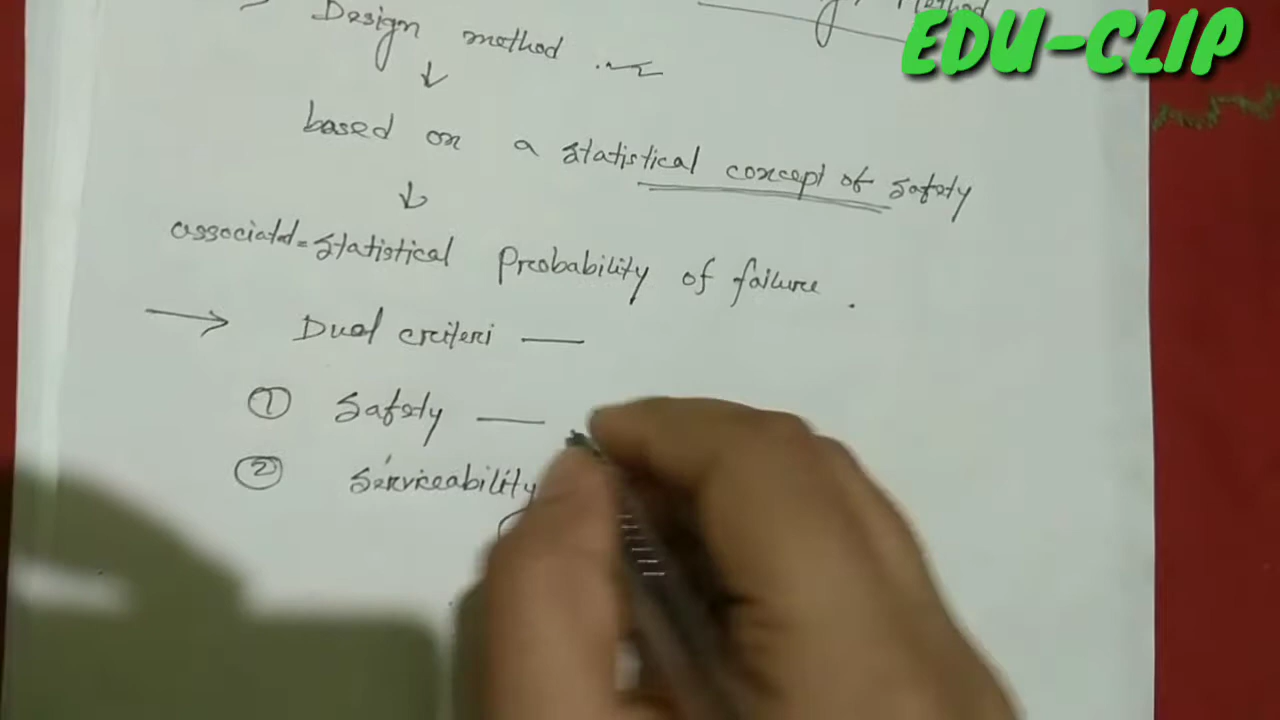 Method
EDU-CLIP
Design method
based on a statistical concept of safety
associated = statistical Probability of failure.
Dual criteri —
① Safety —
② Serviceability